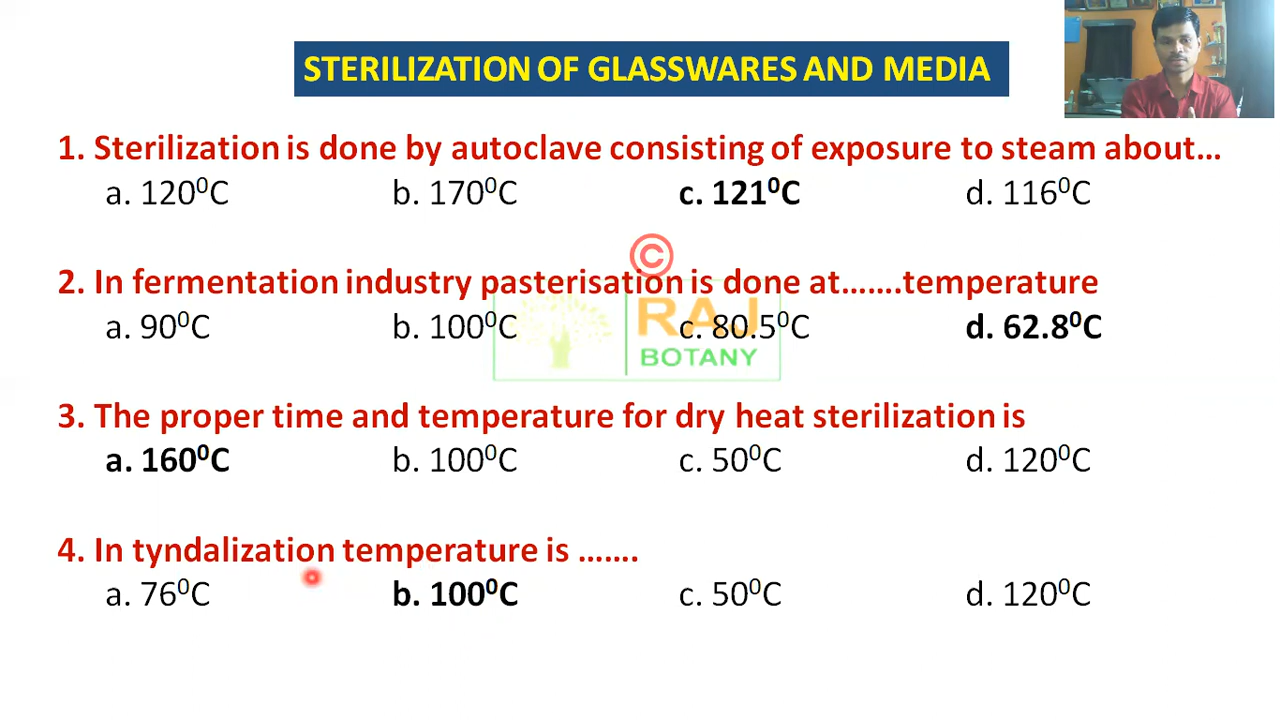 STERILIZATION OF GLASSWARES AND MEDIA
1. Sterilization is done by autoclave consisting of exposure to steam about...
a. 120⁰C b. 170⁰C c. 121⁰C d. 116⁰C
©
2. In fermentation industry pasterisation is done at.......temperature
a. 90⁰C b. 100⁰C c. 80.5⁰C d. 62.8⁰C
RAJ
BOTANY
3. The proper time and temperature for dry heat sterilization is
a. 160⁰C b. 100⁰C c. 50⁰C d. 120⁰C
4. In tyndalization temperature is .......
a. 76⁰C b. 100⁰C c. 50⁰C d. 120⁰C